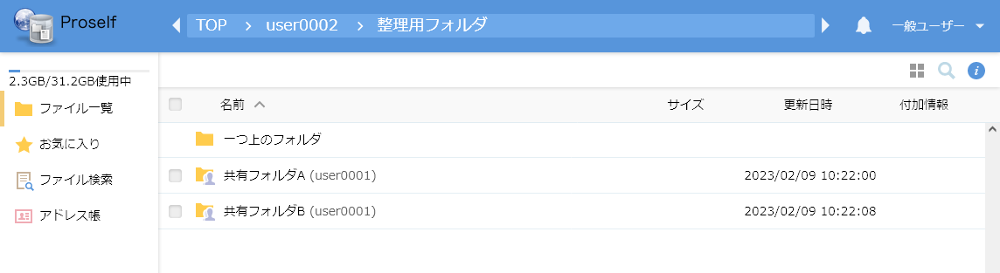 Proself
TOP > user0002 > 整理用フォルダ
一般ユーザー
2.3GB/31.2GB使用中
ファイル一覧
お気に入り
ファイル検索
アドレス帳
名前 サイズ 更新日時 付加情報
一つ上のフォルダ
共有フォルダA (user0001) 2023/02/09 10:22:00
共有フォルダB (user0001) 2023/02/09 10:22:08